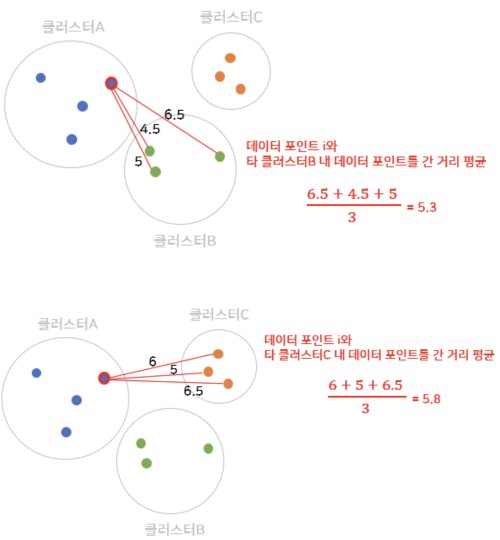 클러스터A
클러스터C
6.5
4.5
5
데이터 포인트 i와
타 클러스터B 내 데이터 포인트를 간 거리 평균
6.5 + 4.5 + 5
3
= 5.3
클러스터B
클러스터A
클러스터C
6
5
6.5
데이터 포인트 i와
타 클러스터C 내 데이터 포인트를 간 거리 평균
6 + 5 + 6.5
3
= 5.8
클러스터B